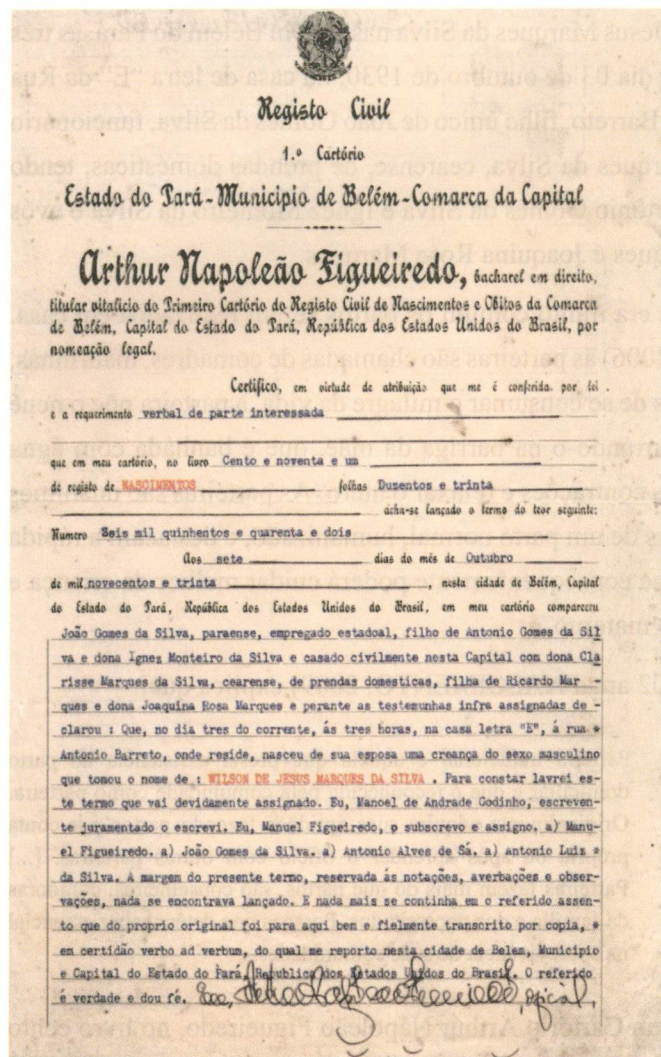 Registo Civil
1.º Cartório
Estado do Pará - Municipio de Belém - Comarca da Capital
Arthur Napoleão Figueiredo, bacharel em direito,
titular vitalicio do Primeiro Cartório do Registo Civil de Nascimentos e Obitos da Comarca
de Belém, Capital do Estado do Pará, República dos Estados Unidos do Brasil, por
nomeação legal.
Certifico, em virtude de atribuição que me é conferida por lei
e a requerimento verbal de parte interessada
que em meu cartório, no livro Cento e noventa e um
de registo de NASCIMENTOS folhas Duzentos e trinta
acha-se lançado o termo do teor seguinte:
Numero Seis mil quinhentos e quarenta e dois
Aos sete dias do mês de Outubro
de mil novecentos e trinta, nesta cidade de Belém, Capital
do Estado do Pará, República dos Estados Unidos do Brasil, em meu cartório compareceu
João Gomes da Silva, paraense, empregado estadoal, filho de Antonio Gomes da Sil
va e dona Ignez Monteiro da Silva e casado civilmente nesta Capital com dona Cla
risse Marques da Silva, cearense, de prendas domesticas, filha de Ricardo Mar
ques e dona Joaquina Rosa Marques e perante as testemunhas infra assignadas de-
clarou : Que, no dia tres do corrente, ás tres horas, na casa letra "E", á rua *
Antonio Barreto, onde reside, nasceu de sua esposa uma creança do sexo masculino
que tomou o nome de : WILSON DE JESUS MARQUES DA SILVA . Para constar lavrei es-
te termo que vai devidamente assignado. Eu, Manoel de Andrade Godinho, escreven-
te juramentado o escrevi. Eu, Manuel Figueiredo, o subscrevo e assigno, a) Manu-
el Figueiredo. a) João Gomes da Silva. a) Antonio Alves de Sá. a) Antonio Luiz *
da Silva. A margem do presente termo, reservada ás notações, averbações e obser-
vações, nada se encontrava lançado. E nada mais se continha em o referido assen-
to que do proprio original foi para aqui bem e fielmente transcrito por copia, *
em certidão verbo ad verbum, do qual me reporto nesta cidade de Belem, Municipio
e Capital do Estado do Pará, Republica dos Estados Unidos do Brasil. O referido
é verdade e dou fé. Eu, oficial,